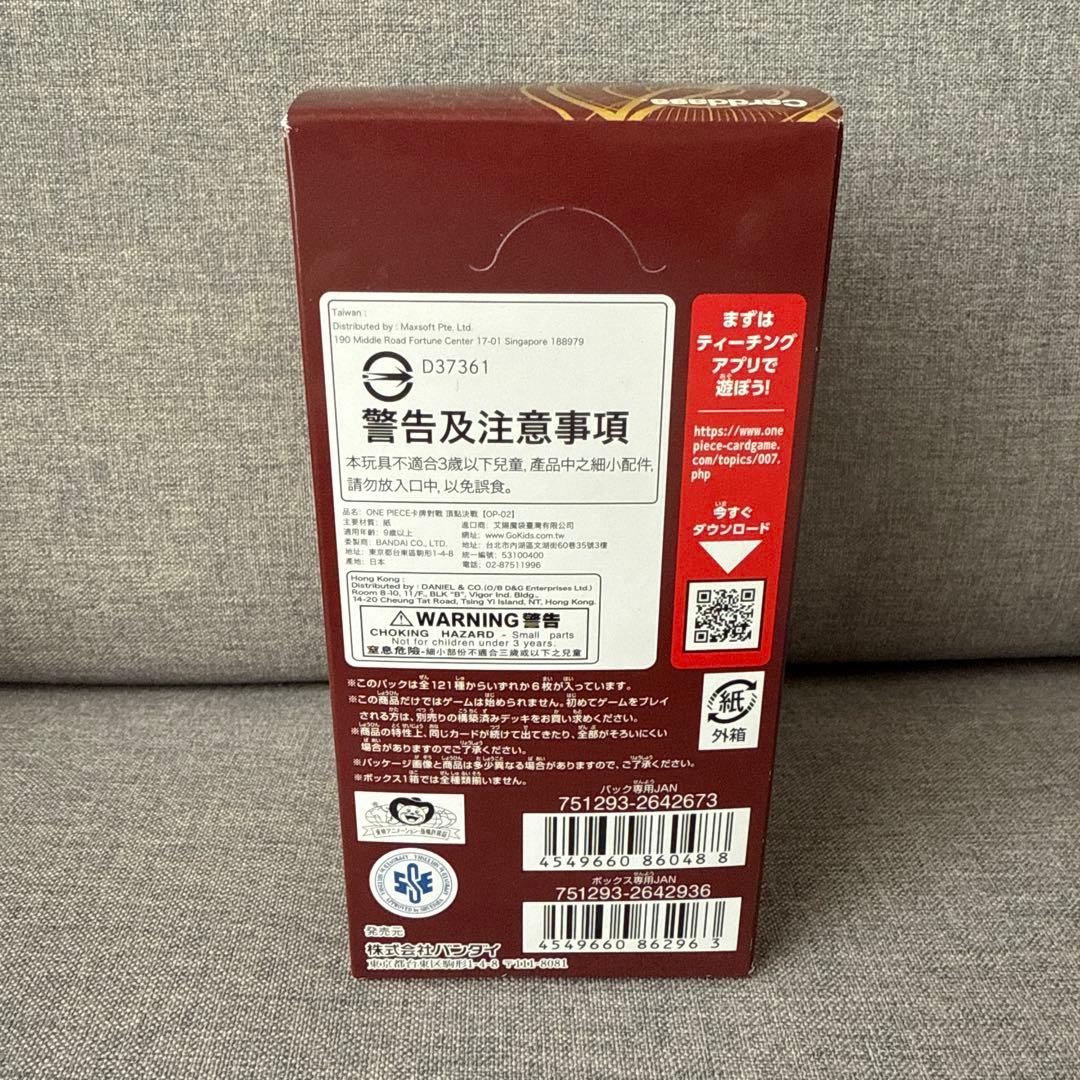 Carddass
Taiwan :
Distributed by : Maxsoft Pte. Ltd.
190 Middle Road Fortune Center 17-01 Singapore 188979
D37361
警告及注意事項
本玩具不適合3歲以下兒童, 產品中之細小配件,
請勿放入口中, 以免誤食。
品名: ONE PIECE卡牌對戰 頂點決戰【OP-02】
主要材質: 紙
適用年齡: 9歲以上
委製商: BANDAI CO., LTD.
地址: 東京都台東區駒形1-4-8
產地: 日本
進口商: 艾賜魔袋臺灣有限公司
網址: www.GoKids.com.tw
地址: 台北市內湖區文湖街60巷35號3樓
統一編號: 53100400
電話: 02-87511996
Hong Kong :
Distributed by : DANIEL & CO.(O/B D&G Enterprises Ltd.)
Room 8-10, 11/F., BLK "B", Vigor Ind. Bldg.,
14-20 Cheung Tat Road, Tsing Yi Island, NT, Hong Kong.
WARNING 警告
CHOKING HAZARD - Small parts
Not for children under 3 years.
窒息危險-細小部份不適合三歲或以下之兒童
まずは
ティーチング
アプリで
遊ぼう!
https://www.one
piece-cardgame.
com/topics/007.
php
今すぐ
ダウンロード
紙
外箱
※このパックは全121種からいずれか6枚が入っています。
※この商品だけではゲームは始められません。初めてゲームをプレイ
される方は、別売りの構築済みデッキをお買い求めください。
※商品の特性上、同じカードが続けて出てきたり、全部がそろいにくい
場合がありますのでご了承ください。
※パッケージ画像と商品は多少異なる場合がありますので、ご了承ください。
※ボックス1箱では全種類揃いません。
パック専用JAN
751293-2642673
4549660 86048 8
ボックス専用JAN
751293-2642936
4549660 86296 3
東映アニメーション・版権許諾証
SSE
発売元
株式会社バンダイ
東京都台東区駒形1-4-8 〒111-8081